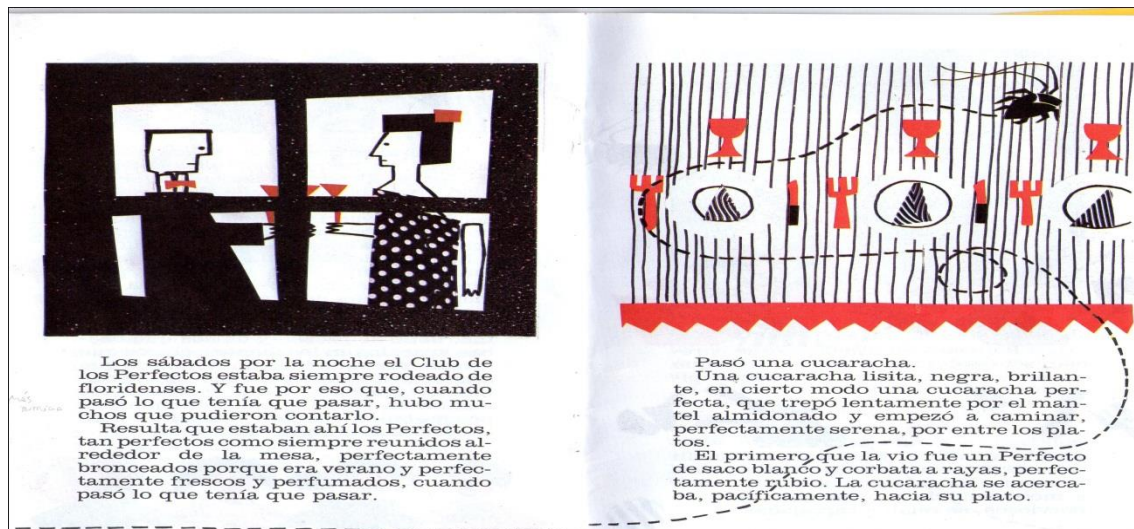 Los sábados por la noche el Club de
los Perfectos estaba siempre rodeado de
floridenses. Y fue por eso que, cuando
pasó lo que tenía que pasar, hubo mu-
chos que pudieron contarlo.
Resulta que estaban ahí los Perfectos,
tan perfectos como siempre reunidos al-
rededor de la mesa, perfectamente
bronceados porque era verano y perfec-
tamente frescos y perfumados, cuando
pasó lo que tenía que pasar.
Pasó una cucaracha.
Una cucaracha lisita, negra, brillan-
te, en cierto modo una cucaracha per-
fecta, que trepó lentamente por el man-
tel almidonado y empezó a caminar,
perfectamente serena, por entre los pla-
tos.
El primero que la vio fue un Perfecto
de saco blanco y corbata a rayas, perfec-
tamente rubio. La cucaracha se acerca-
ba, pacíficamente, hacia su plato.